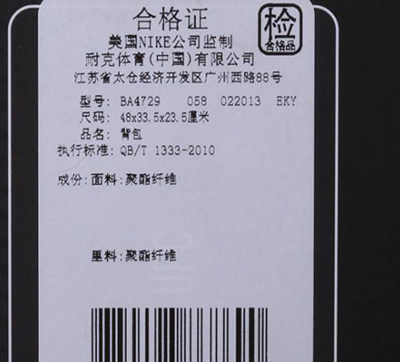 合格证
检
合格品
美国NIKE公司监制
耐克体育(中国)有限公司
江苏省太仓经济开发区广州西路88号
型号: BA4729 058 022013 EKY
尺码: 48x33.5x23.5厘米
品名: 背包
执行标准: QB/T 1333-2010
成份: 面料: 聚酯纤维
里料: 聚酯纤维